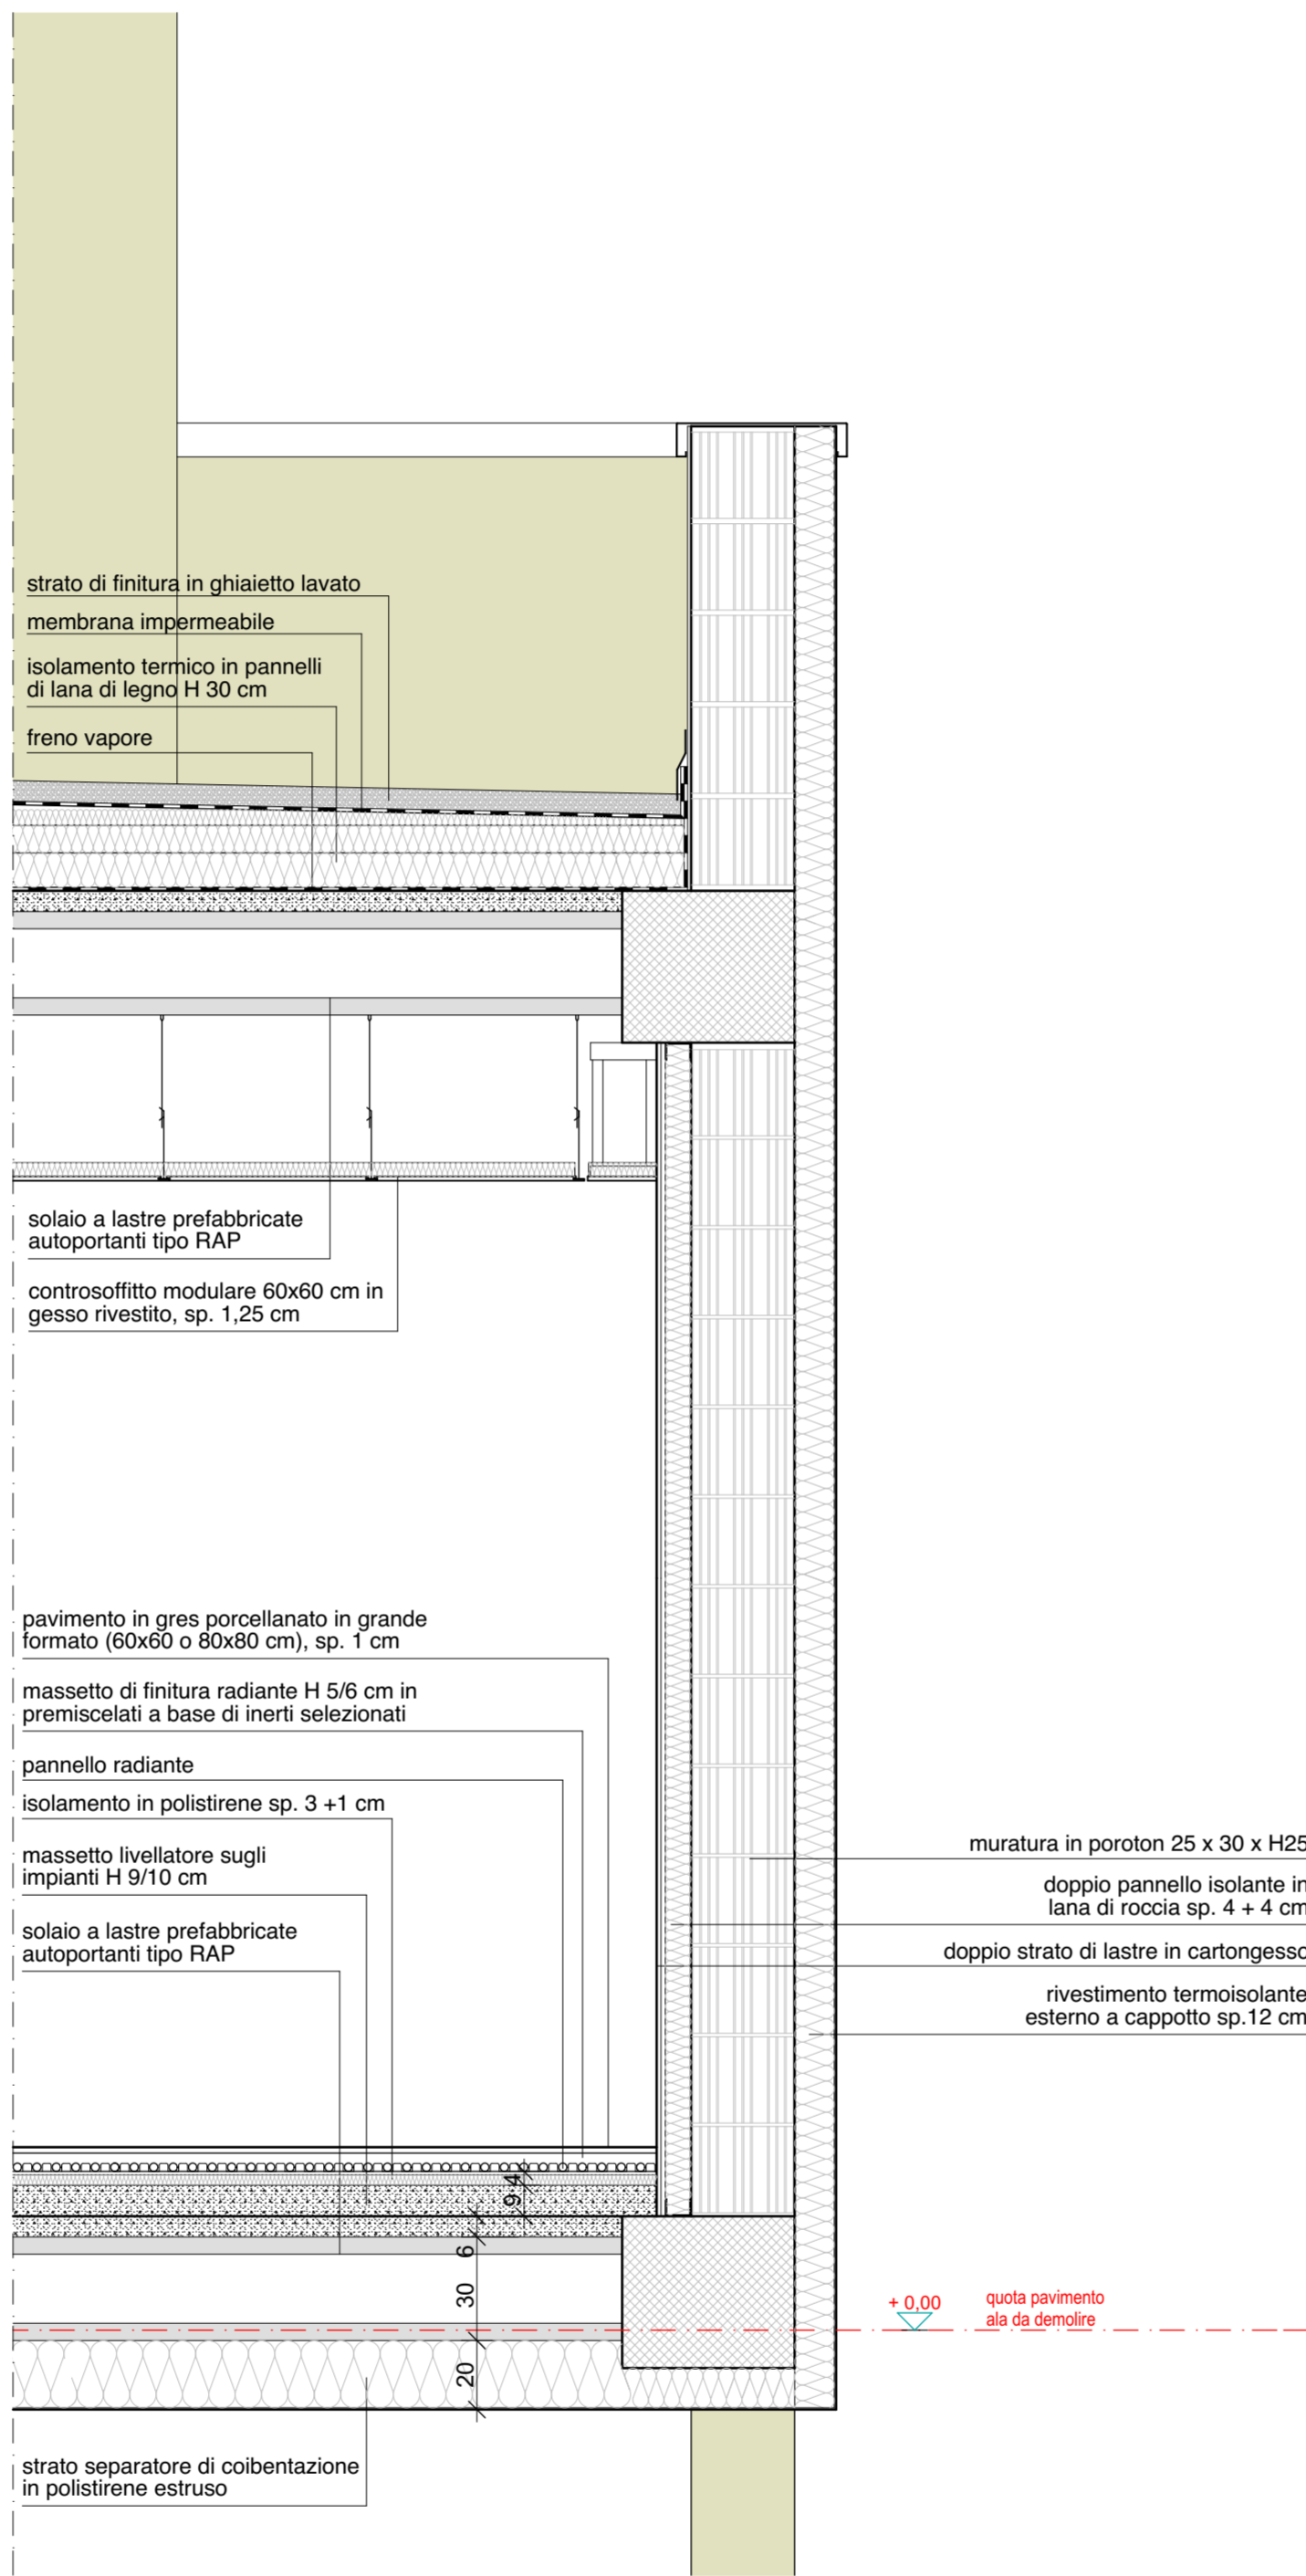 strato di finitura in ghiaietto lavato
membrana impermeabile
isolamento termico in pannelli
di lana di legno H 30 cm
freno vapore
solaio a lastre prefabbricate
autoportanti tipo RAP
controsoffitto modulare 60x60 cm in
gesso rivestito, sp. 1,25 cm
pavimento in gres porcellanato in grande
formato (60x60 o 80x80 cm), sp. 1 cm
massetto di finitura radiante H 5/6 cm in
premiscelati a base di inerti selezionati
pannello radiante
isolamento in polistirene sp. 3 +1 cm
massetto livellatore sugli
impianti H 9/10 cm
solaio a lastre prefabbricate
autoportanti tipo RAP
muratura in poroton 25 x 30 x H25
doppio pannello isolante in
lana di roccia sp. 4 + 4 cm
doppio strato di lastre in cartongesso
rivestimento termoisolante
esterno a cappotto sp.12 cm
4
9
6
30
20
+ 0,00
quota pavimento
ala da demolire
strato separatore di coibentazione
in polistirene estruso